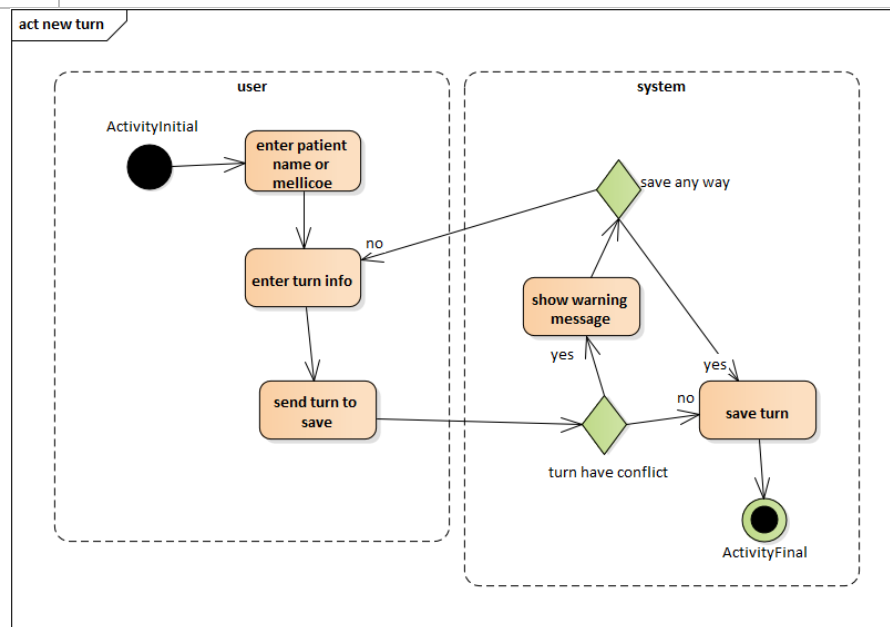 act new turn
user
system
ActivityInitial
enter patient
name or
mellicoe
save any way
no
enter turn info
show warning
message
yes
yes
send turn to
save
no
save turn
turn have conflict
ActivityFinal